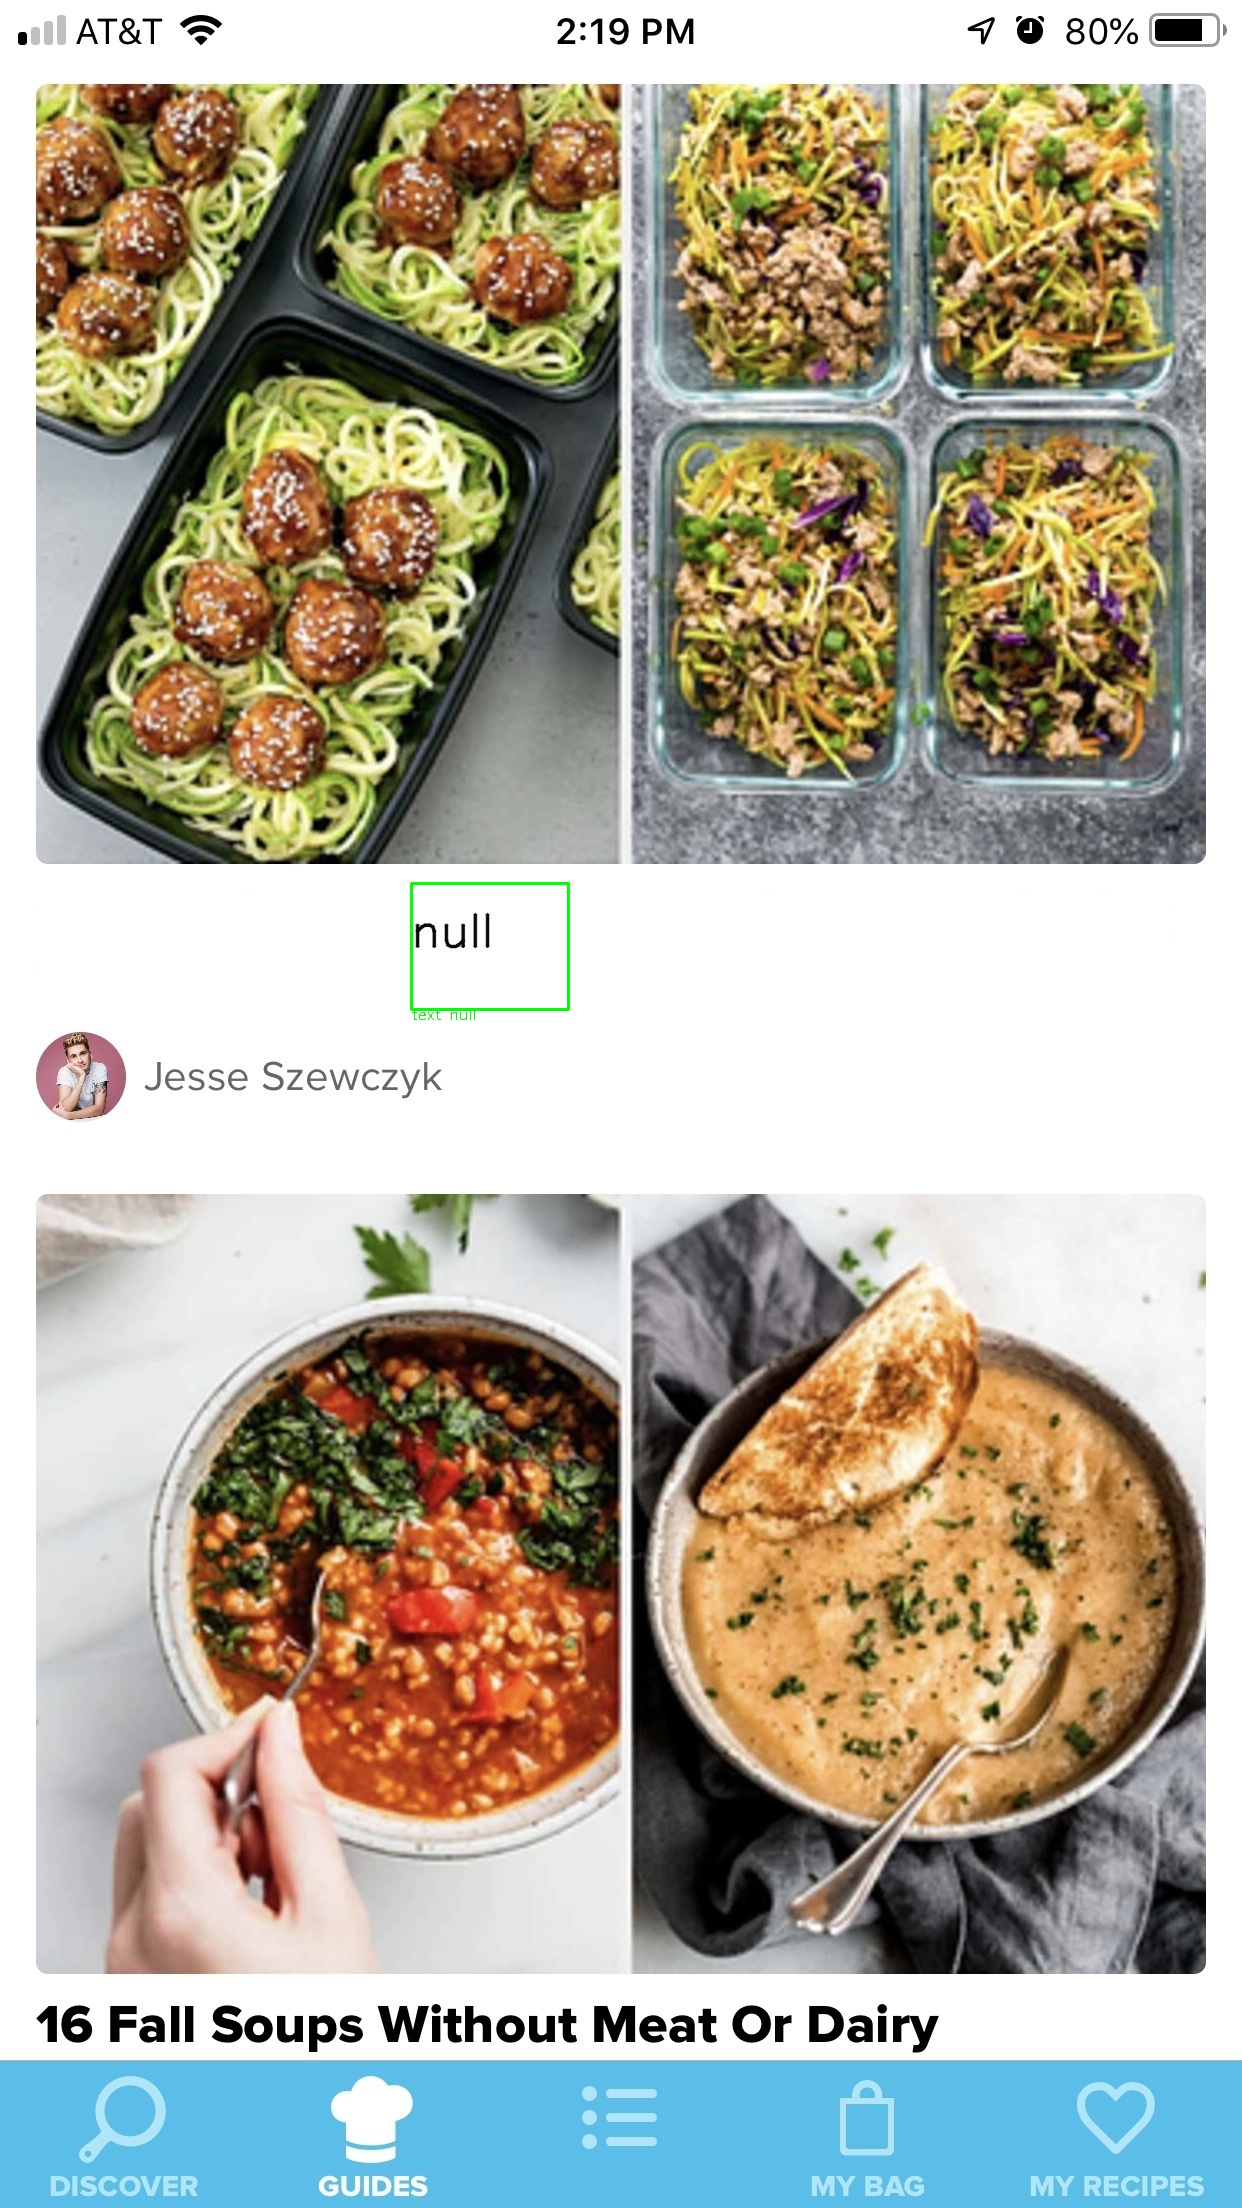 AT&T 2:19 PM 80%
null
text null
Jesse Szewczyk
16 Fall Soups Without Meat Or Dairy
DISCOVER GUIDES MY BAG MY RECIPES